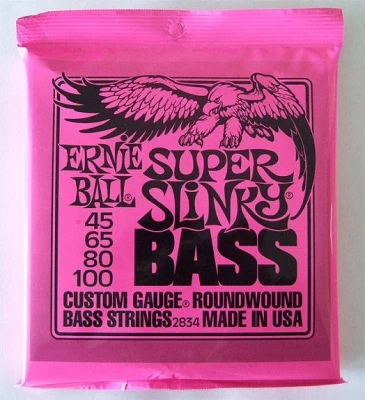 ERNIE BALL®
SUPER SLINKY®
BASS
45
65
80
100
CUSTOM GAUGE® ROUNDWOUND
BASS STRINGS 2834 MADE IN USA